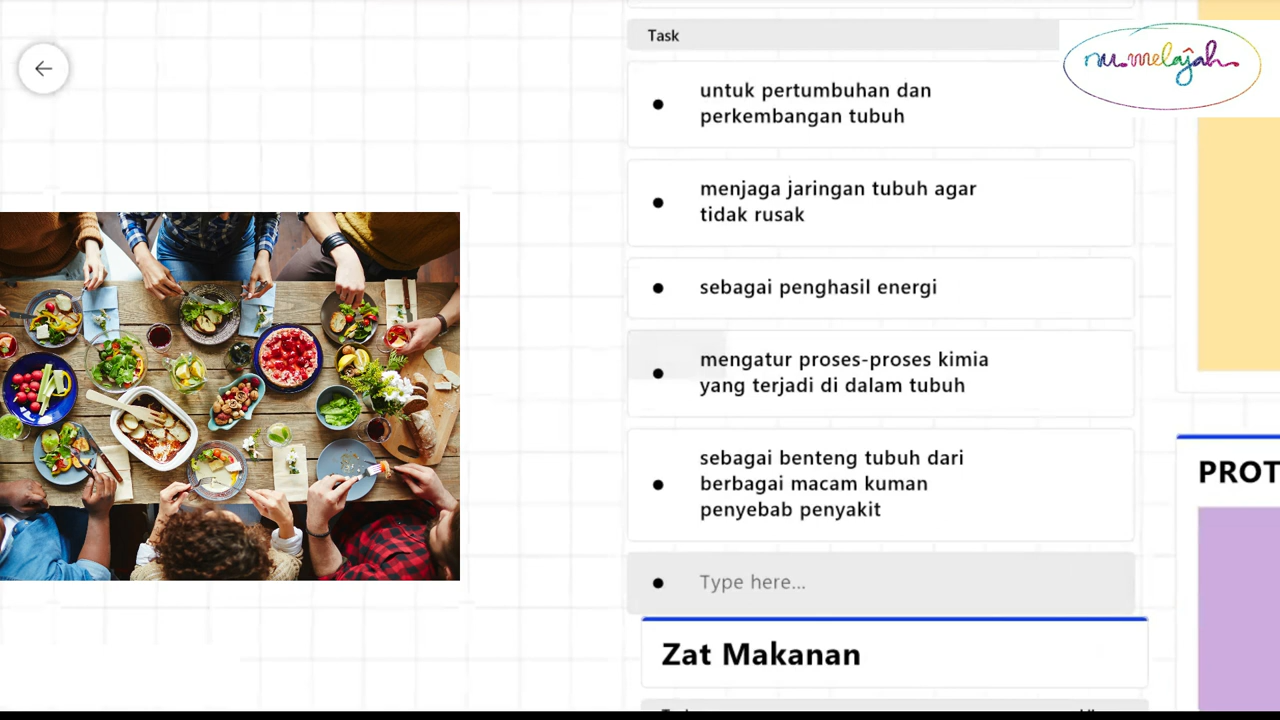 Task
nu melajah
untuk pertumbuhan dan
perkembangan tubuh
menjaga jaringan tubuh agar
tidak rusak
sebagai penghasil energi
mengatur proses-proses kimia
yang terjadi di dalam tubuh
sebagai benteng tubuh dari
berbagai macam kuman
penyebab penyakit
Type here...
Zat Makanan
PROT